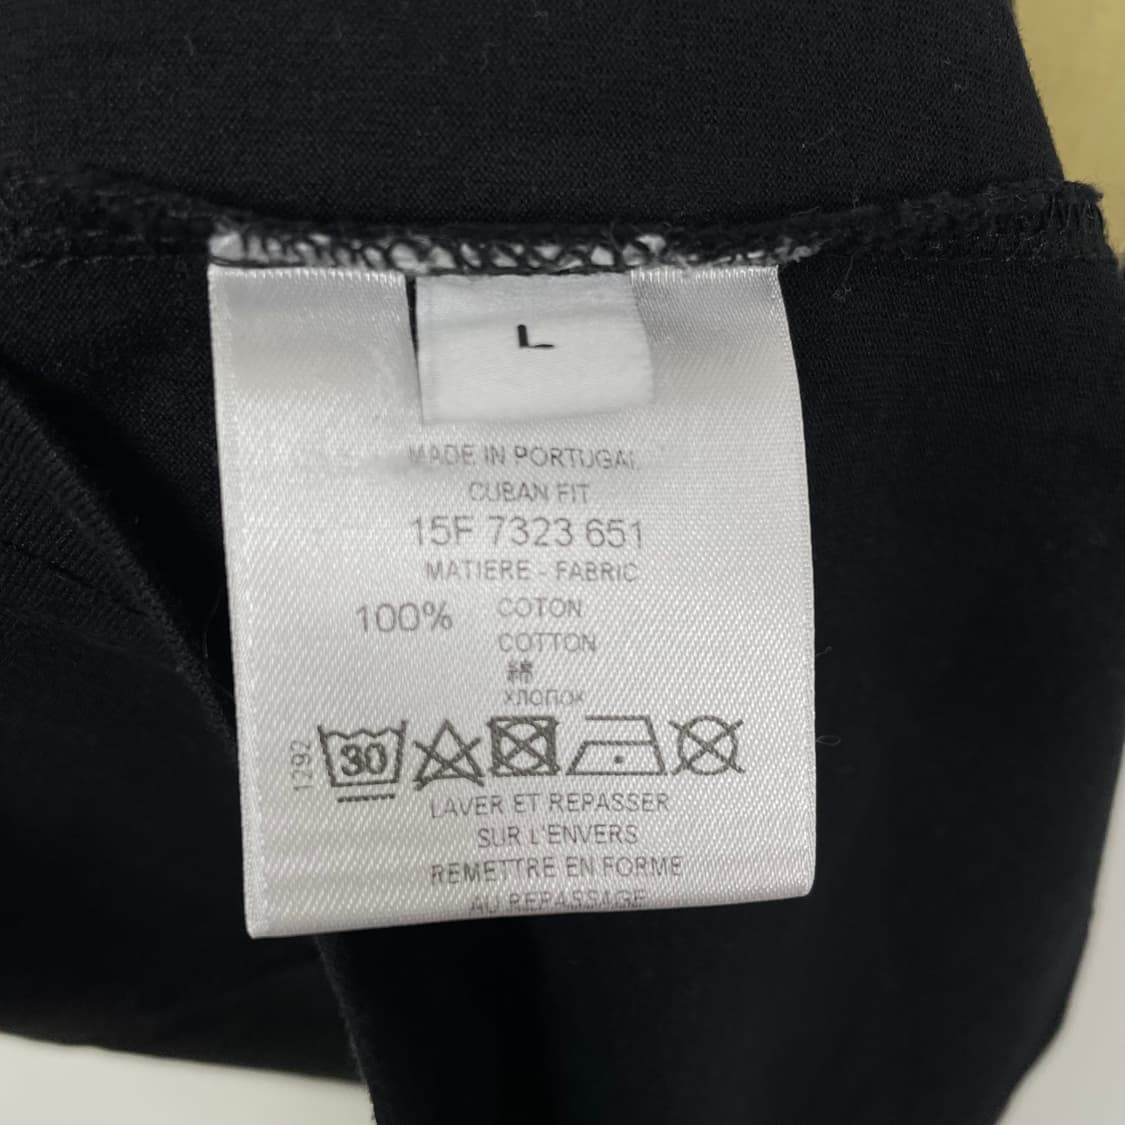 L
MADE IN PORTUGAL
CUBAN FIT
15F 7323 651
MATIERE - FABRIC
100% COTON
COTTON
綿
хлопок
1292
30
LAVER ET REPASSER
SUR L'ENVERS
REMETTRE EN FORME
AU REPASSAGE